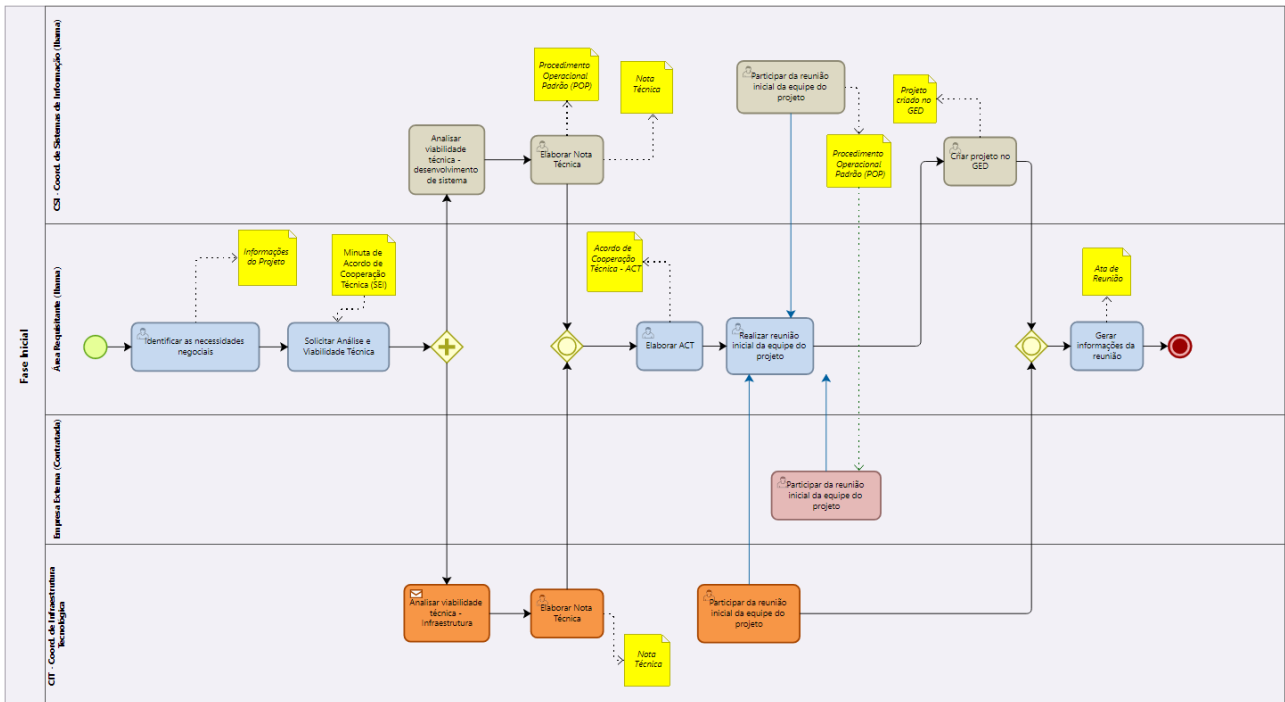 Fase Inicial
CSI - Coord. de Sistemas de Informação (Ibama)
Procedimento
Operacional
Padrão (POP)
Nota
Técnica
Participar da reunião
inicial da equipe do
projeto
Projeto
criado no
GED
Analisar
viabilidade
técnica -
desenvolvimento
de sistema
Elaborar Nota
Técnica
Procedimento
Operacional
Padrão (POP)
Criar projeto no
GED
Área Requisitante (Ibama)
Informações
do Projeto
Minuta de
Acordo de
Cooperação
Técnica (SEI)
Acordo de
Cooperação
Técnica - ACT
Ata de
Reunião
Identificar as necessidades
negociais
Solicitar Análise e
Viabilidade Técnica
Elaborar ACT
Realizar reunião
inicial da equipe do
projeto
Gerar
informações da
reunião
Empresa Externa (Contratada)
Participar da reunião
inicial da equipe do
projeto
CIT - Coord. de Infraestrutura
Tecnológica
Analisar viabilidade
técnica -
Infraestrutura
Elaborar Nota
Técnica
Participar da reunião
inicial da equipe do
projeto
Nota
Técnica